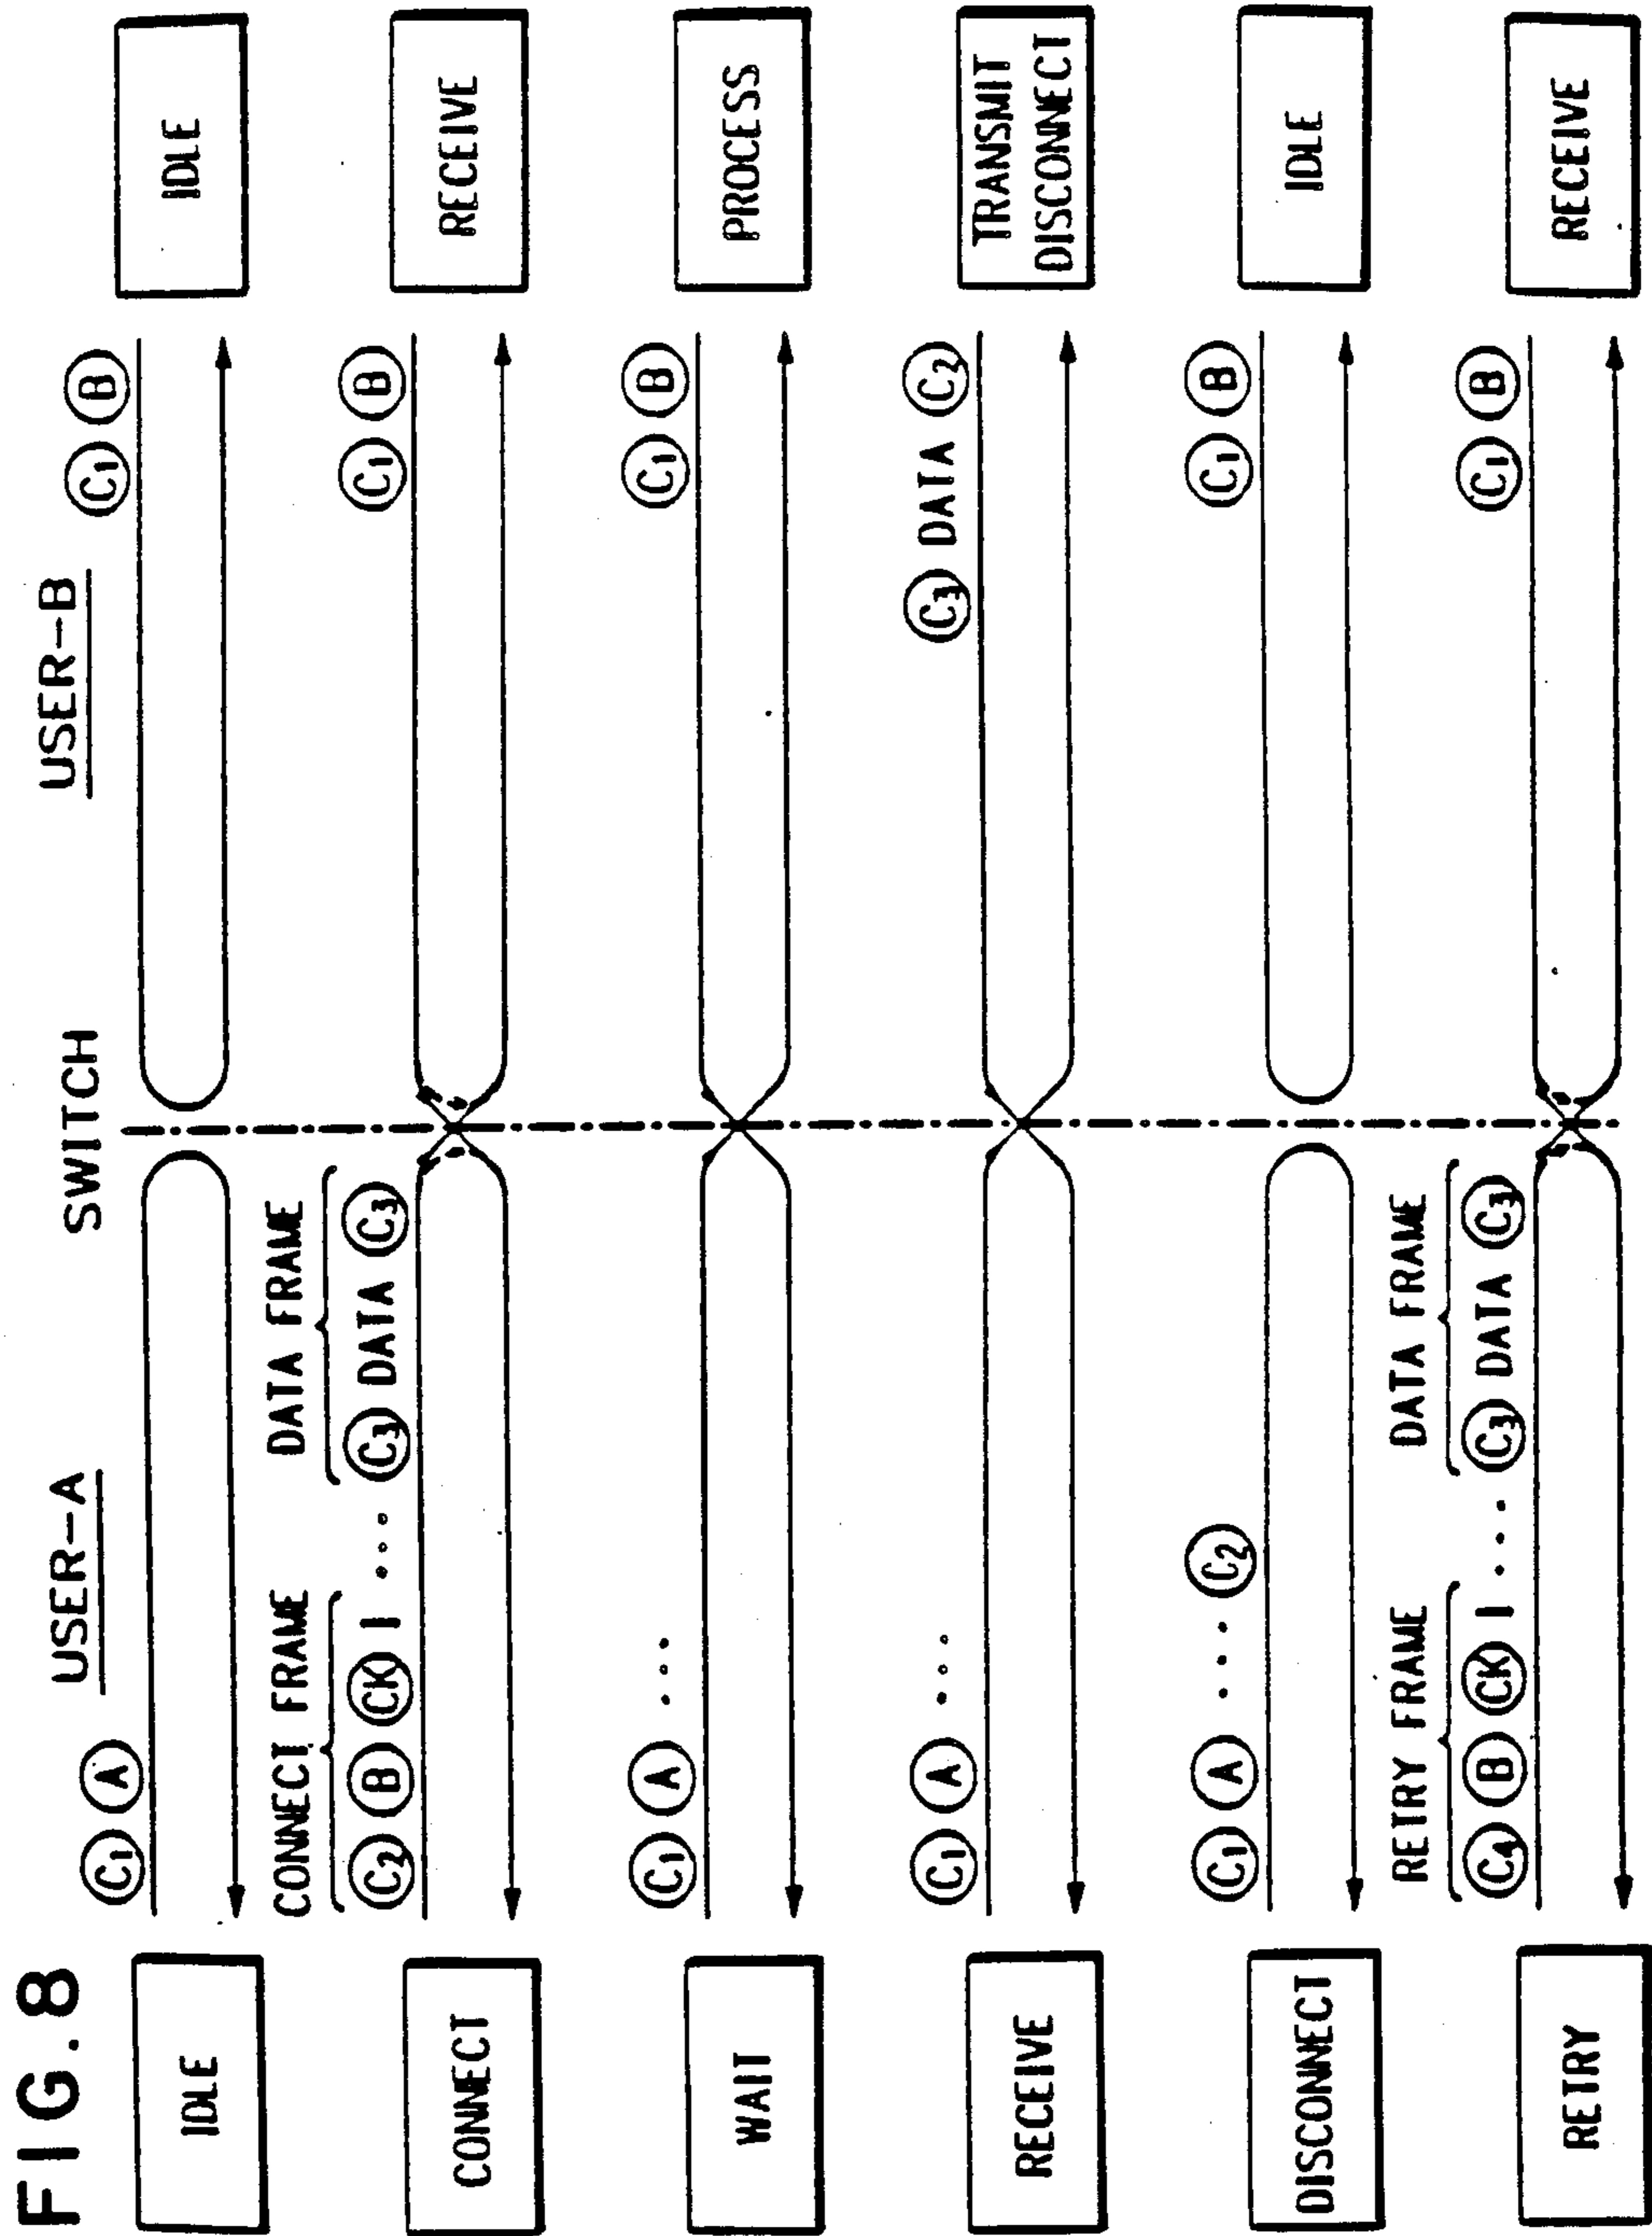 FIG.8
USER-A
SWITCH
USER-B
IDLE
C1 A
C1 B
IDLE
CONNECT FRAME
DATA FRAME
CONNECT
C2 B CK I ... C3 DATA C3
C1 B
RECEIVE
WAIT
C1 A ...
C1 B
PROCESS
RECEIVE
C1 A ...
C3 DATA C2
TRANSMIT
DISCONNECT
DISCONNECT
C1 A ... C2
C1 B
IDLE
RETRY FRAME
DATA FRAME
RETRY
C4 B CK I ... C3 DATA C3
C1 B
RECEIVE